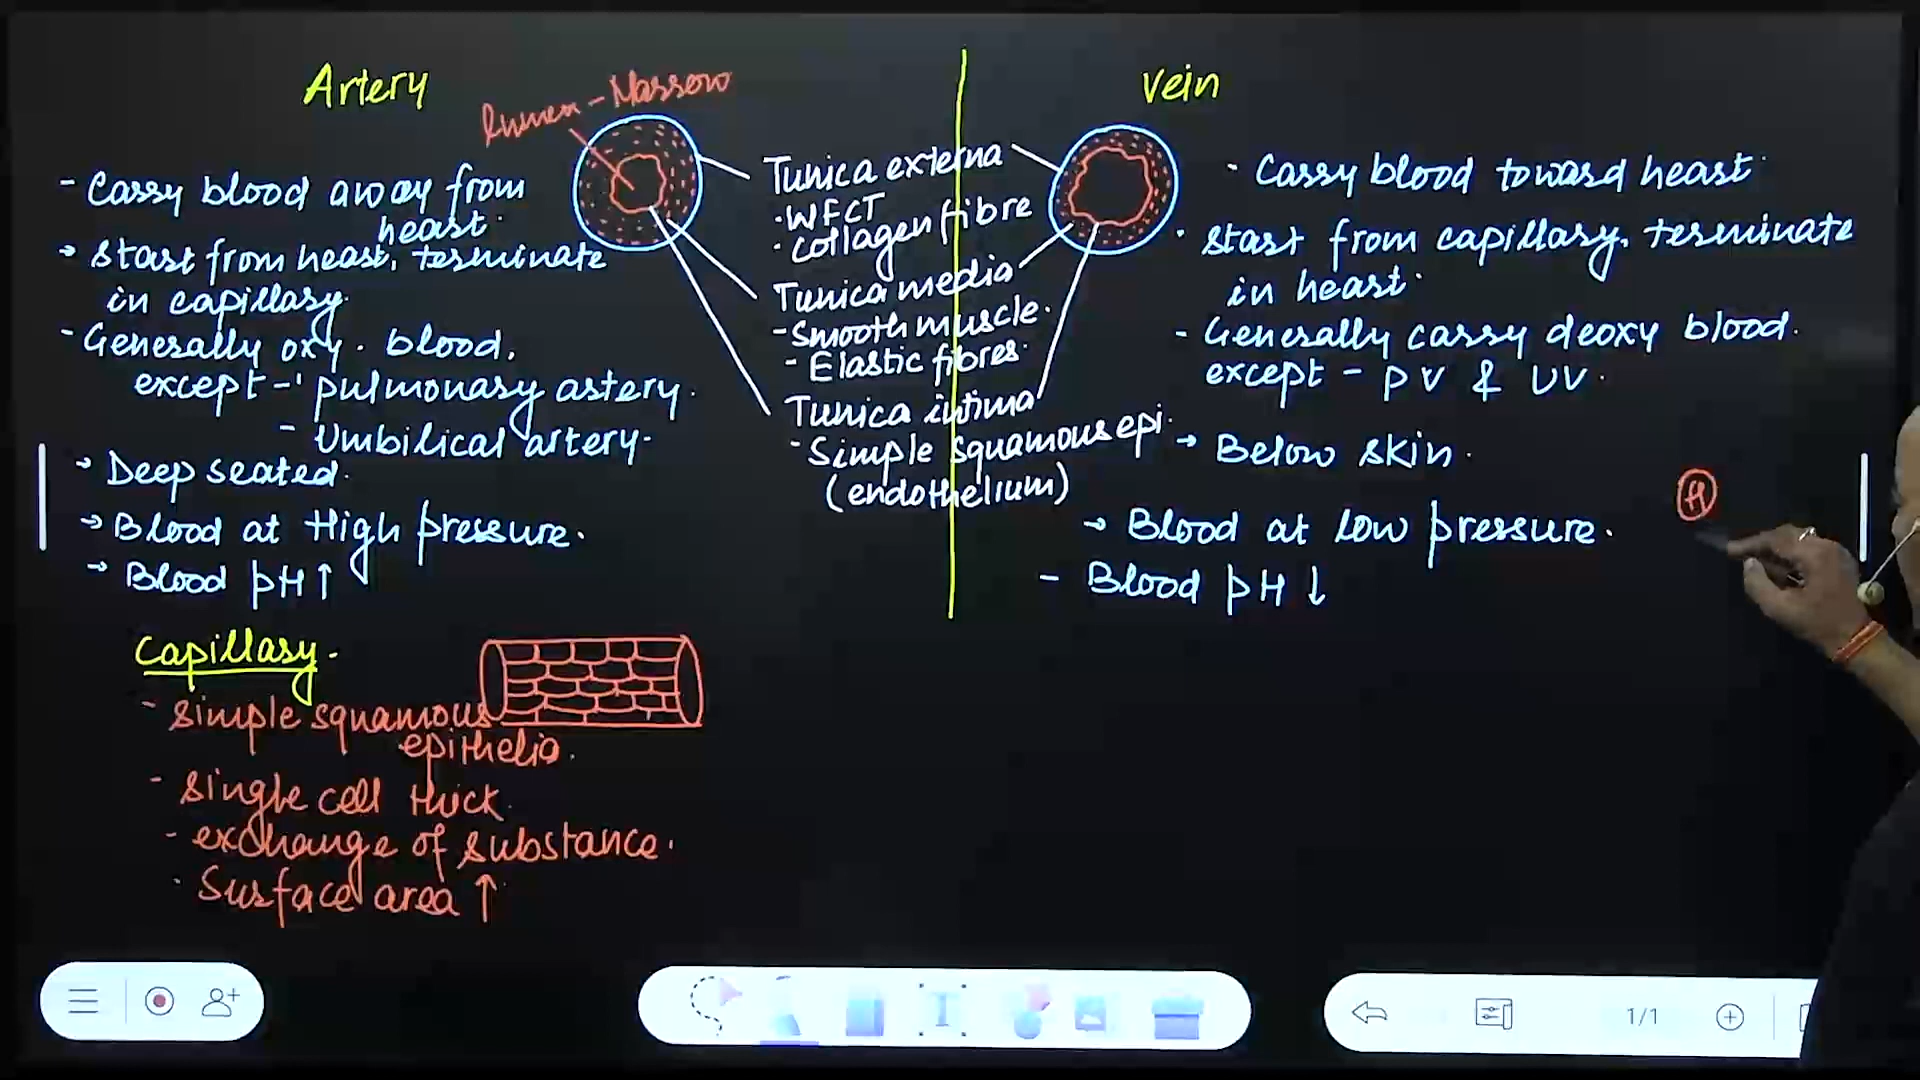 Artery
Lumen - Narrow
- Carry blood away from
heart.
→ Start from heart, terminate
in capillary.
- Generally oxy. blood.
except - ' pulmonary artery.
- Umbilical artery.
→ Deep seated.
→ Blood at High pressure.
→ Blood pH ↑
Tunica externa
· WFCT
· Collagen fibre
Tunica media
- Smooth muscle.
- Elastic fibres.
Tunica intima
- Simple squamous epi.
(endothelium)
Vein
- Carry blood toward heart.
· Start from capillary, terminate
in heart.
- Generally carry deoxy blood.
except - PV & UV.
→ Below skin.
→ Blood at low pressure.
- Blood pH ↓
H
Capillary.
- Simple squamous
epithelia.
- Single cell thick.
- exchange of substance.
· Surface area ↑
1/1